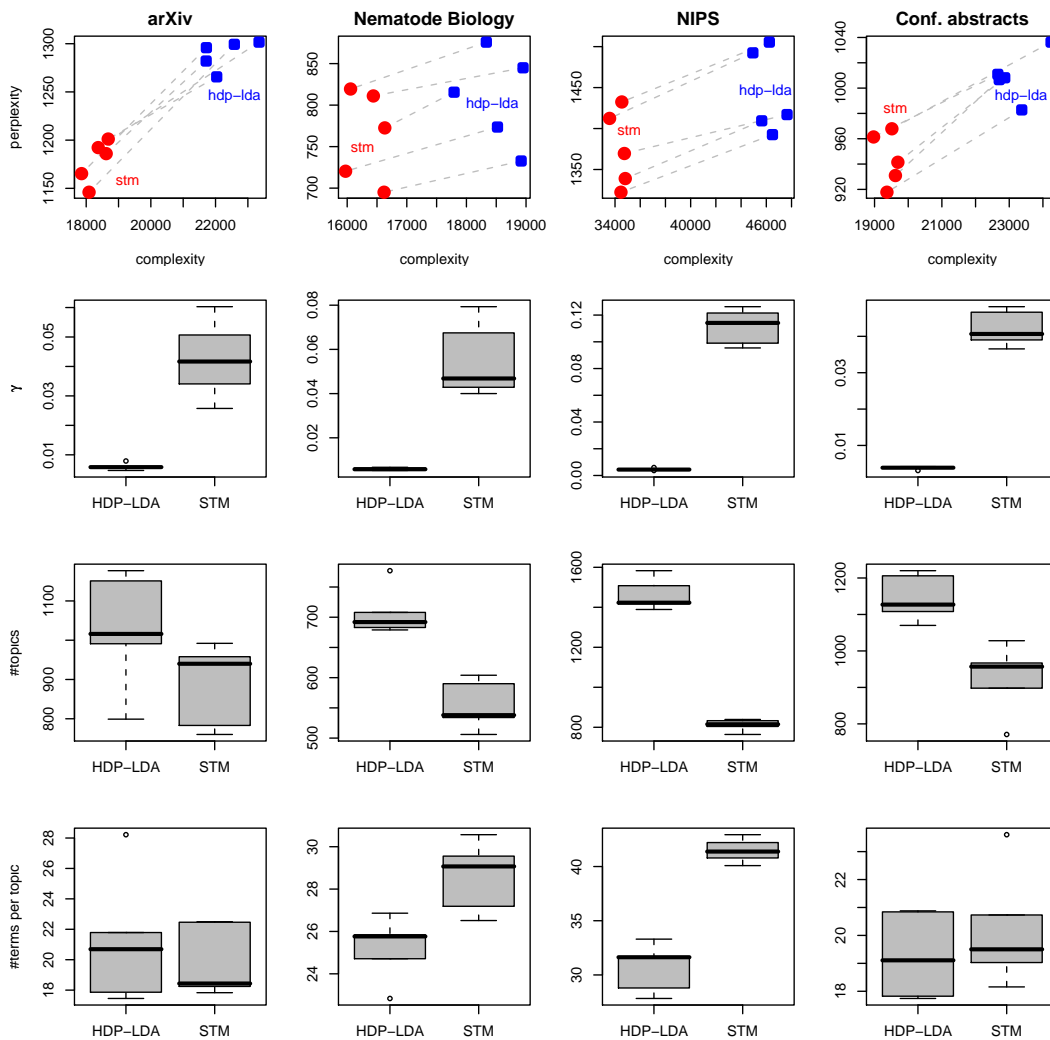 arXiv
Nematode Biology
NIPS
Conf. abstracts
perplexity
1150 1200 1250 1300
hdp−lda
stm
18000 20000 22000
complexity
700 750 800 850
hdp−lda
stm
16000 17000 18000 19000
complexity
1350 1450
hdp−lda
stm
34000 40000 46000
complexity
920 960 1000 1040
stm
hdp−lda
19000 21000 23000
complexity
γ
0.01 0.03 0.05
HDP−LDA STM
0.02 0.04 0.06 0.08
HDP−LDA STM
0.00 0.04 0.08 0.12
HDP−LDA STM
0.01 0.03
HDP−LDA STM
#topics
800 900 1100
HDP−LDA STM
500 600 700
HDP−LDA STM
800 1200 1600
HDP−LDA STM
800 1000 1200
HDP−LDA STM
#terms per topic
18 20 22 24 26 28
HDP−LDA STM
24 26 28 30
HDP−LDA STM
30 35 40
HDP−LDA STM
18 20 22
HDP−LDA STM